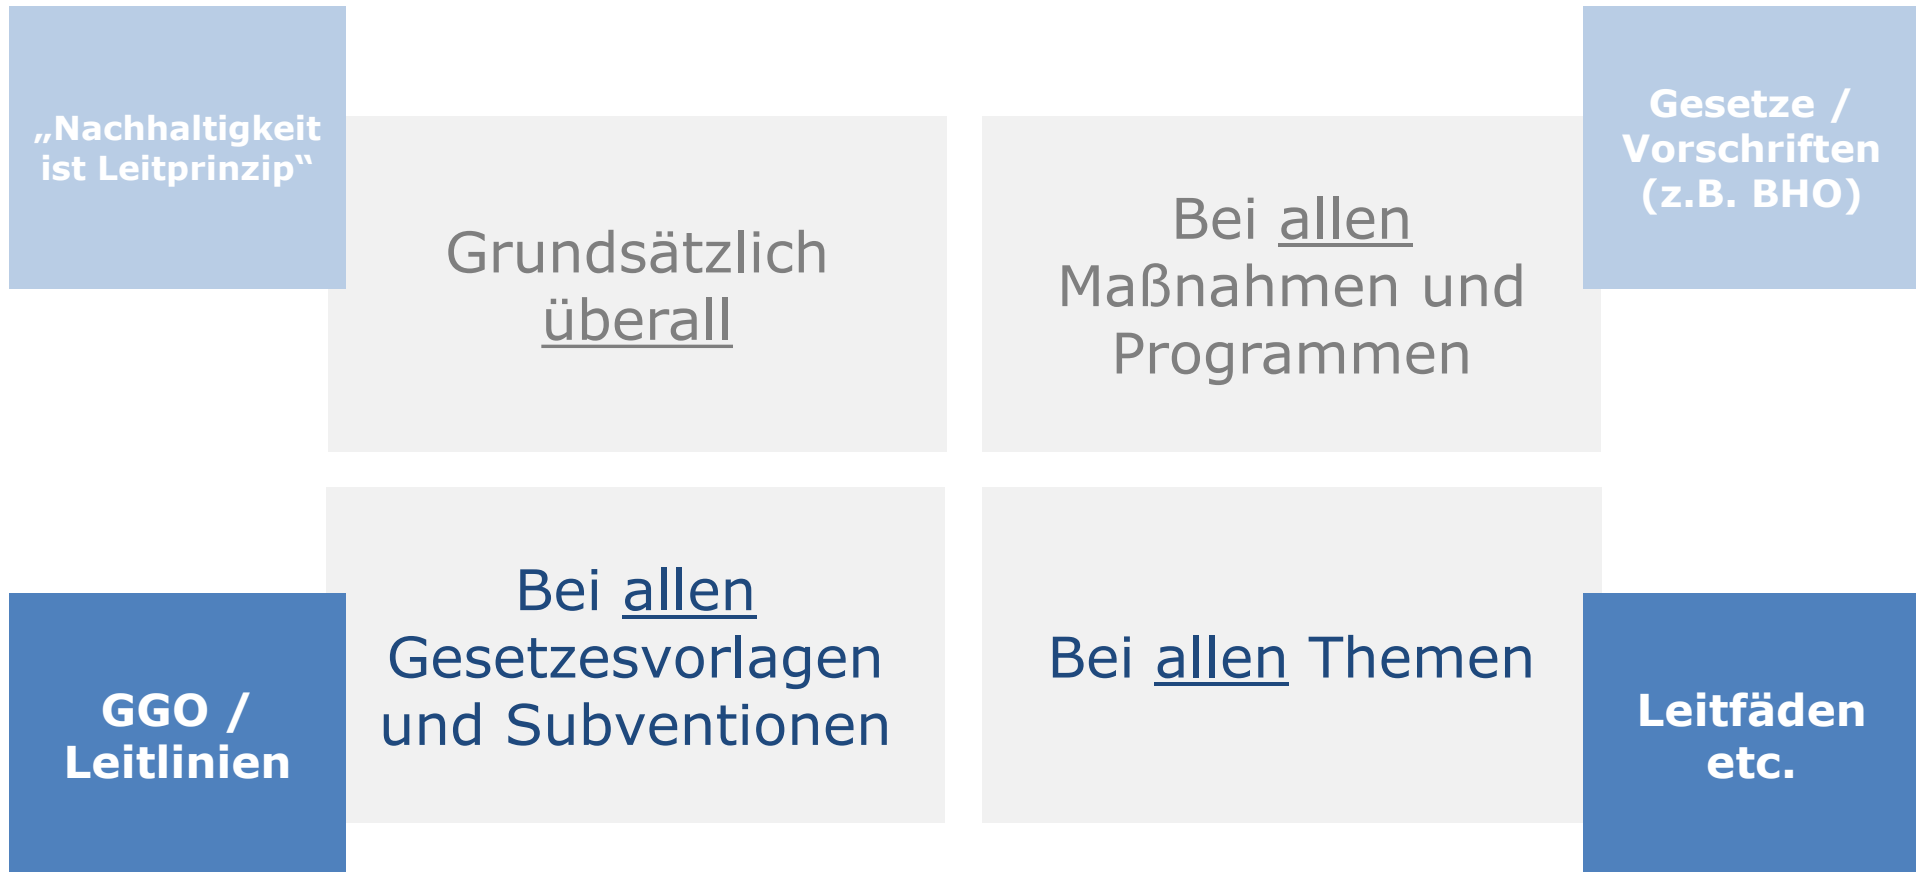 „Nachhaltigkeit
ist Leitprinzip“
Grundsätzlich
überall
Bei allen
Maßnahmen und
Programmen
Gesetze /
Vorschriften
(z.B. BHO)
GGO /
Leitlinien
Bei allen
Gesetzesvorlagen
und Subventionen
Bei allen Themen
Leitfäden
etc.